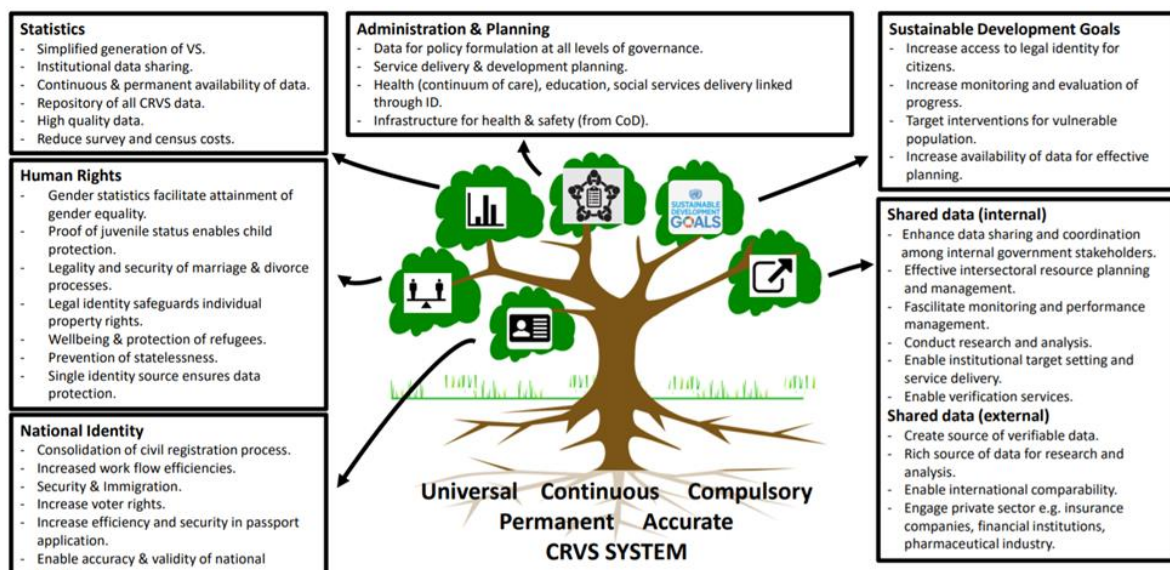 Statistics
- Simplified generation of VS.
- Institutional data sharing.
- Continuous & permanent availability of data.
- Repository of all CRVS data.
- High quality data.
- Reduce survey and census costs.
Human Rights
- Gender statistics facilitate attainment of
gender equality.
- Proof of juvenile status enables child
protection.
- Legality and security of marriage & divorce
processes.
- Legal identity safeguards individual
property rights.
- Wellbeing & protection of refugees.
- Prevention of statelessness.
- Single identity source ensures data
protection.
National Identity
- Consolidation of civil registration process.
- Increased work flow efficiencies.
- Security & Immigration.
- Increase voter rights.
- Increase efficiency and security in passport
application.
- Enable accuracy & validity of national
Administration & Planning
- Data for policy formulation at all levels of governance.
- Service delivery & development planning.
- Health (continuum of care), education, social services delivery linked
through ID.
- Infrastructure for health & safety (from CoD).
SUSTAINABLE
DEVELOPMENT
GOALS
Universal Continuous Compulsory
Permanent Accurate
CRVS SYSTEM
Sustainable Development Goals
- Increase access to legal identity for
citizens.
- Increase monitoring and evaluation of
progress.
- Target interventions for vulnerable
population.
- Increase availability of data for effective
planning.
Shared data (internal)
- Enhance data sharing and coordination
among internal government stakeholders.
- Effective intersectoral resource planning
and management.
- Fascilitate monitoring and performance
management.
- Conduct research and analysis.
- Enable institutional target setting and
service delivery.
- Enable verification services.
Shared data (external)
- Create source of verifiable data.
- Rich source of data for research and
analysis.
- Enable international comparability.
- Engage private sector e.g. insurance
companies, financial institutions,
pharmaceutical industry.